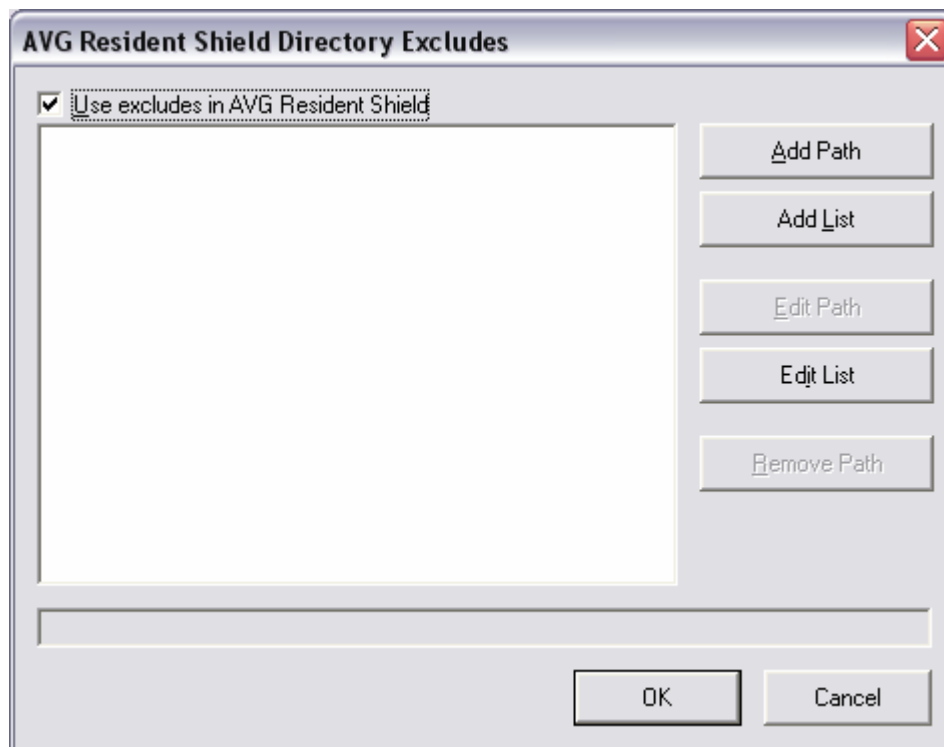 AVG Resident Shield Directory Excludes
Use excludes in AVG Resident Shield
Add Path
Add List
Edit Path
Edit List
Remove Path
OK
Cancel